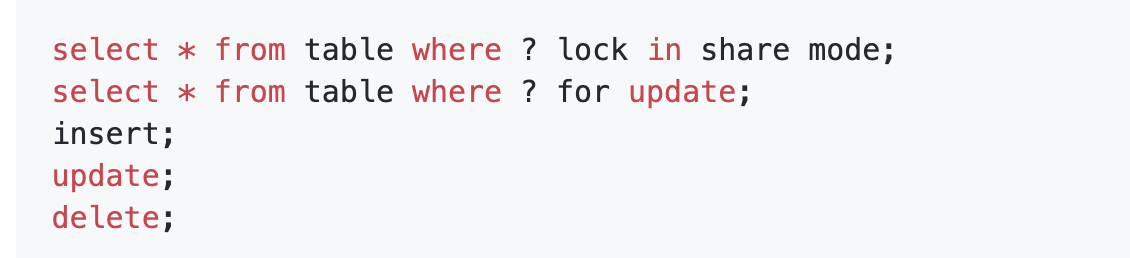 select * from table where ? lock in share mode;
select * from table where ? for update;
insert;
update;
delete;